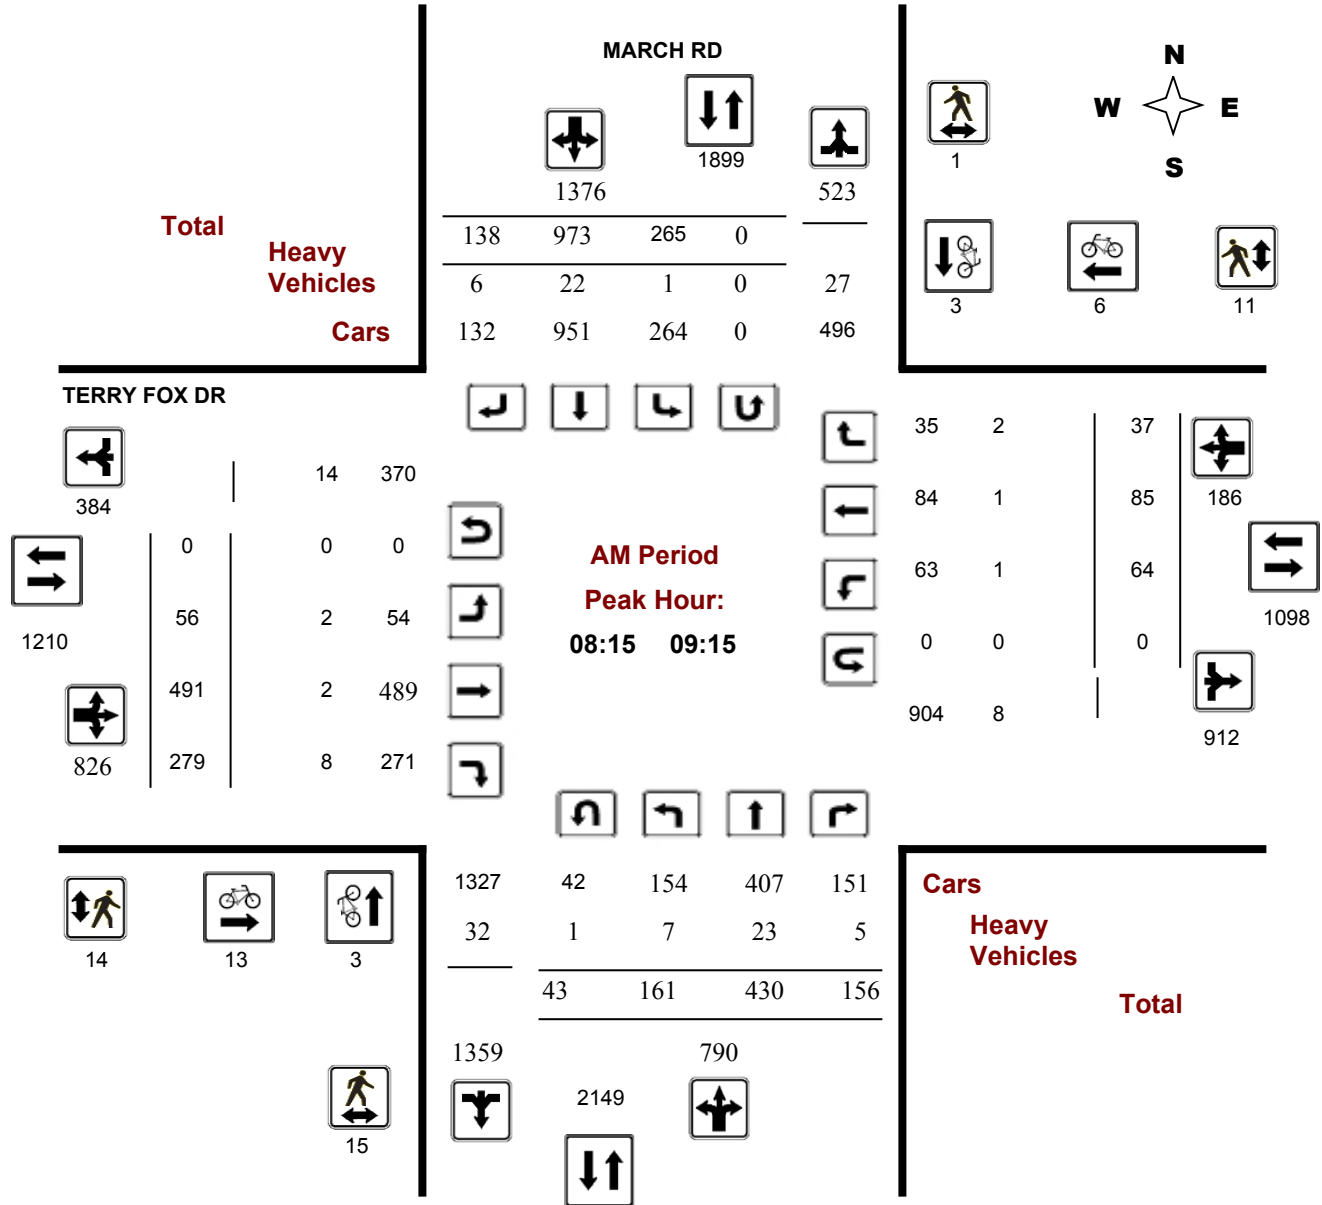 MARCH RD
N
W E
S
1899
1
1376
523
Total
138 973 265 0
Heavy
Vehicles
6 22 1 0 27
3 6 11
Cars
132 951 264 0 496
TERRY FOX DR
35 2 37
14 370
384
84 1 85 186
0 0 0
AM Period
63 1 64
Peak Hour:
56 2 54
1210
08:15 09:15
0 0 0
1098
491 2 489
904 8
912
826 279 8 271
1327 42 154 407 151
Cars
32 1 7 23 5
Heavy
Vehicles
14 13 3
43 161 430 156
Total
1359 790
2149
15